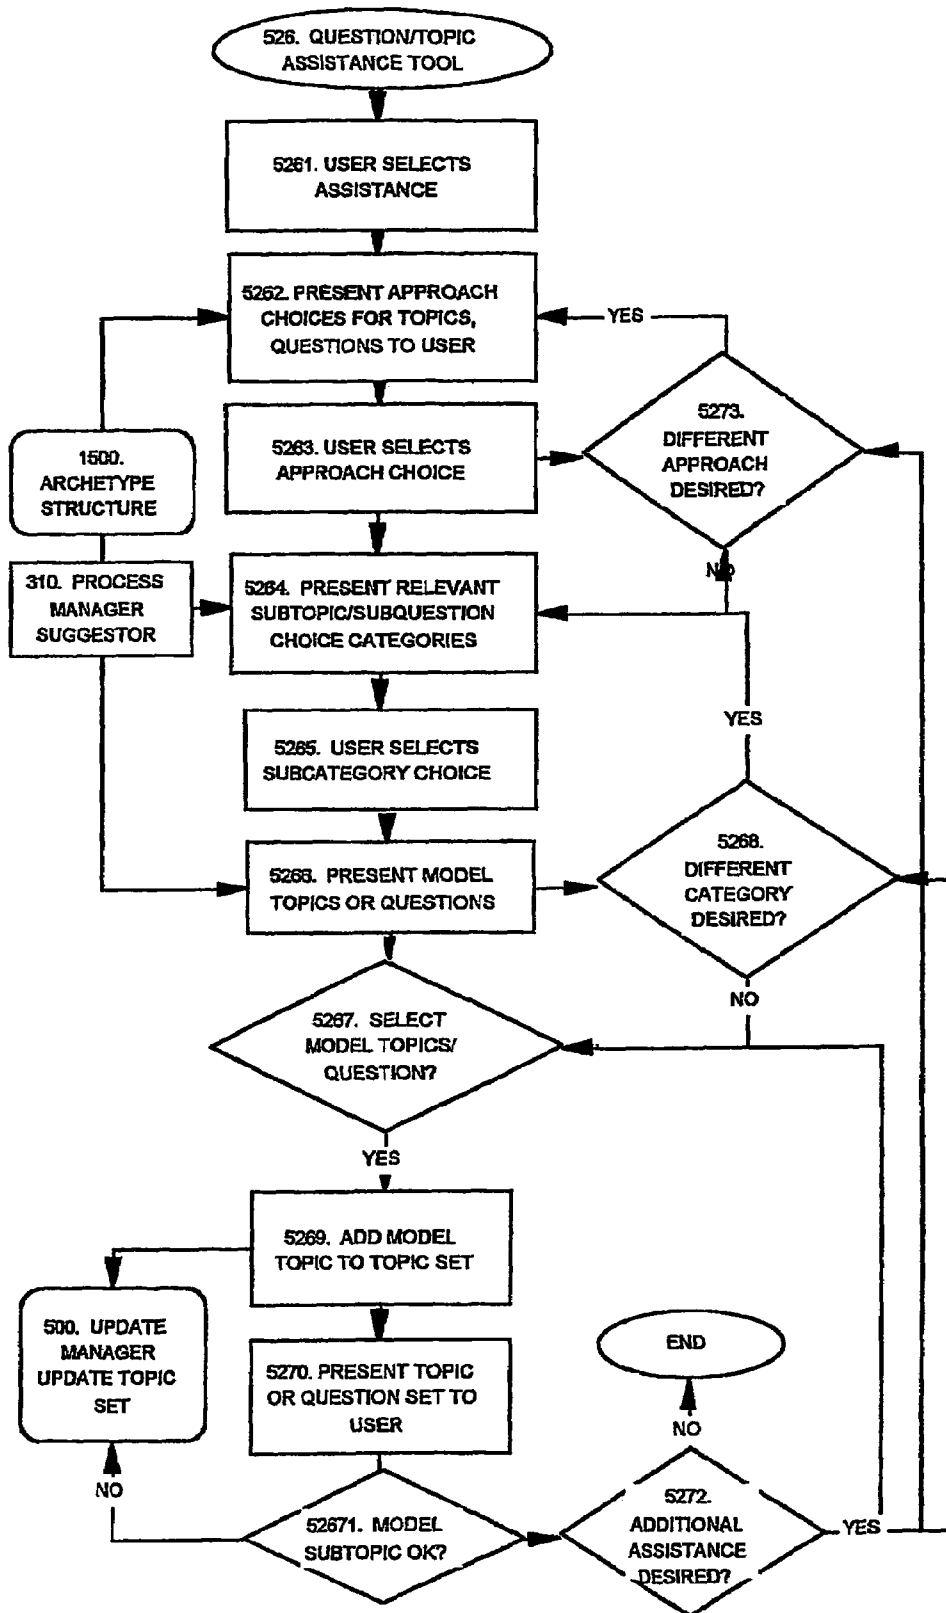 526. QUESTION/TOPIC
ASSISTANCE TOOL
5261. USER SELECTS
ASSISTANCE
5262. PRESENT APPROACH
CHOICES FOR TOPICS,
QUESTIONS TO USER
YES
5273.
DIFFERENT
APPROACH
DESIRED?
5263. USER SELECTS
APPROACH CHOICE
1500.
ARCHETYPE
STRUCTURE
NO
310. PROCESS
MANAGER
SUGGESTOR
5264. PRESENT RELEVANT
SUBTOPIC/SUBQUESTION
CHOICE CATEGORIES
YES
5265. USER SELECTS
SUBCATEGORY CHOICE
5268.
DIFFERENT
CATEGORY
DESIRED?
5266. PRESENT MODEL
TOPICS OR QUESTIONS
NO
5267. SELECT
MODEL TOPICS/
QUESTION?
YES
5269. ADD MODEL
TOPIC TO TOPIC SET
500. UPDATE
MANAGER
UPDATE TOPIC
SET
END
5270. PRESENT TOPIC
OR QUESTION SET TO
USER
NO
NO
52671. MODEL
SUBTOPIC OK?
5272.
ADDITIONAL
ASSISTANCE
DESIRED?
YES